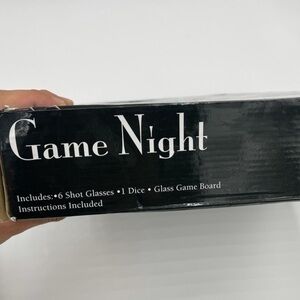 Game Night
Includes:•6 Shot Glasses •1 Dice • Glass Game Board
Instructions Included